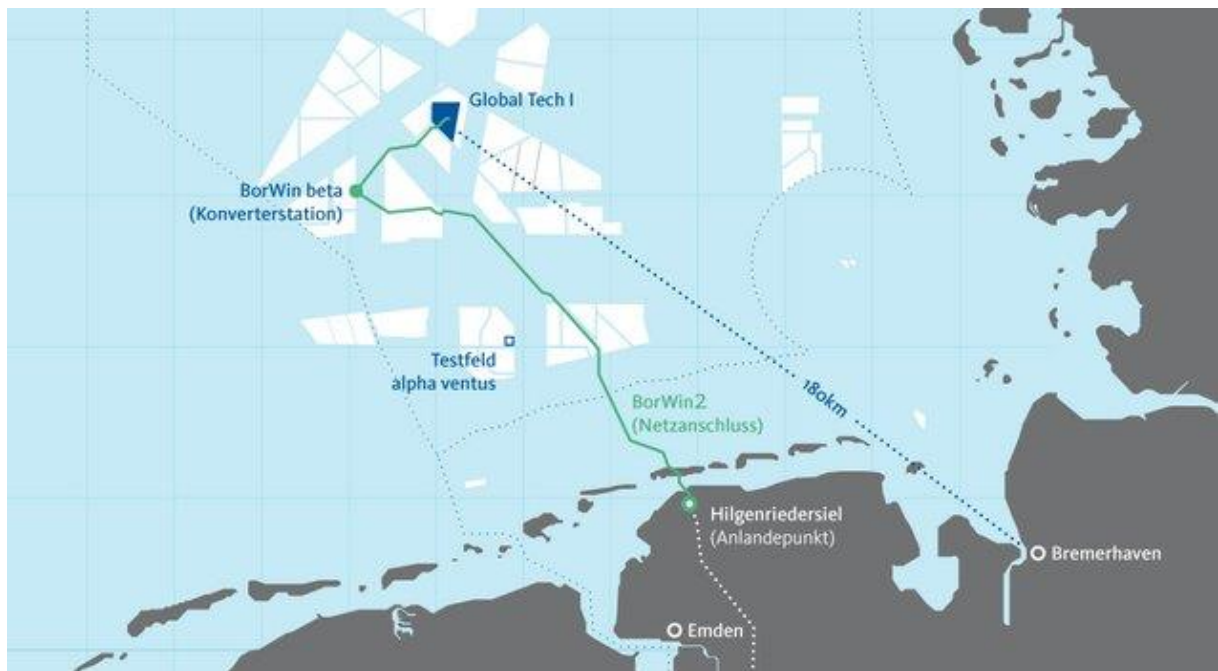 Global Tech I
BorWin beta
(Konverterstation)
Testfeld
alpha ventus
180km
BorWin2
(Netzanschluss)
Hilgenriedersiel
(Anlandepunkt)
Bremerhaven
Emden